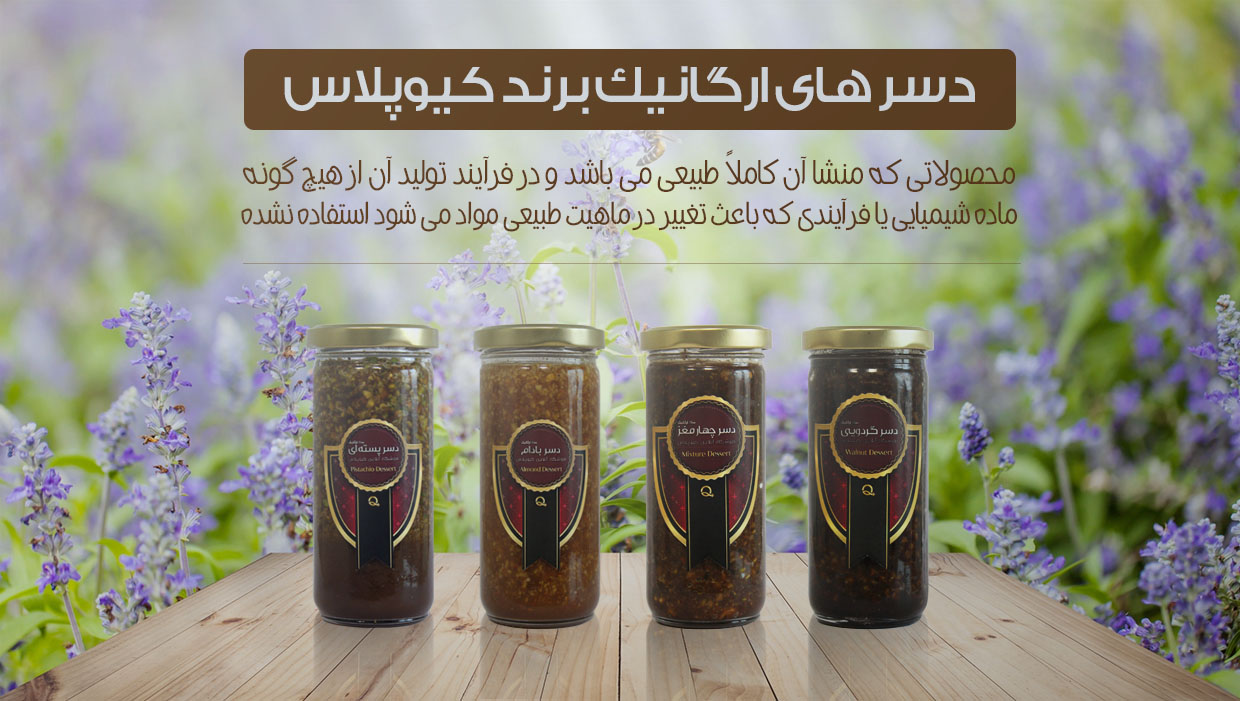 دسر های ارگانیک برند کیوپلاس
محصولاتی که منشا آن کاملاً طبیعی می باشد و در فرآیند تولید آن از هیچ گونه
ماده شیمیایی یا فرآیندی که باعث تغییر در ماهیت طبیعی مواد می شود استفاده نشده
دسر پسته‌ای
Pistachio Dessert
Q
دسر بادام
Almond Dessert
Q
دسر چهار مغز
Mixture Dessert
Q
دسر گردویی
Walnut Dessert
Q